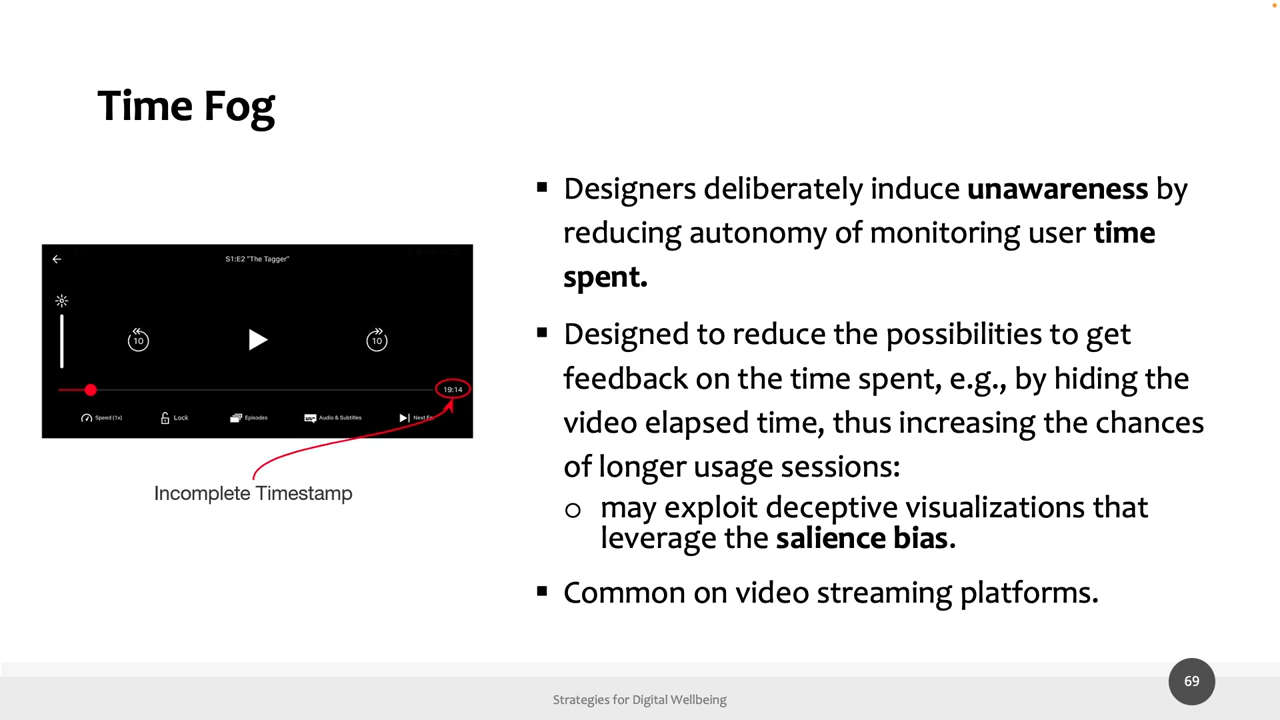 Time Fog
S1:E2 "The Tagger"
10
10
19:14
Speed (1x)
Lock
Episodes
Audio & Subtitles
Next
Incomplete Timestamp
Designers deliberately induce unawareness by
reducing autonomy of monitoring user time
spent.
Designed to reduce the possibilities to get
feedback on the time spent, e.g., by hiding the
video elapsed time, thus increasing the chances
of longer usage sessions:
may exploit deceptive visualizations that
leverage the salience bias.
Common on video streaming platforms.
Strategies for Digital Wellbeing
69